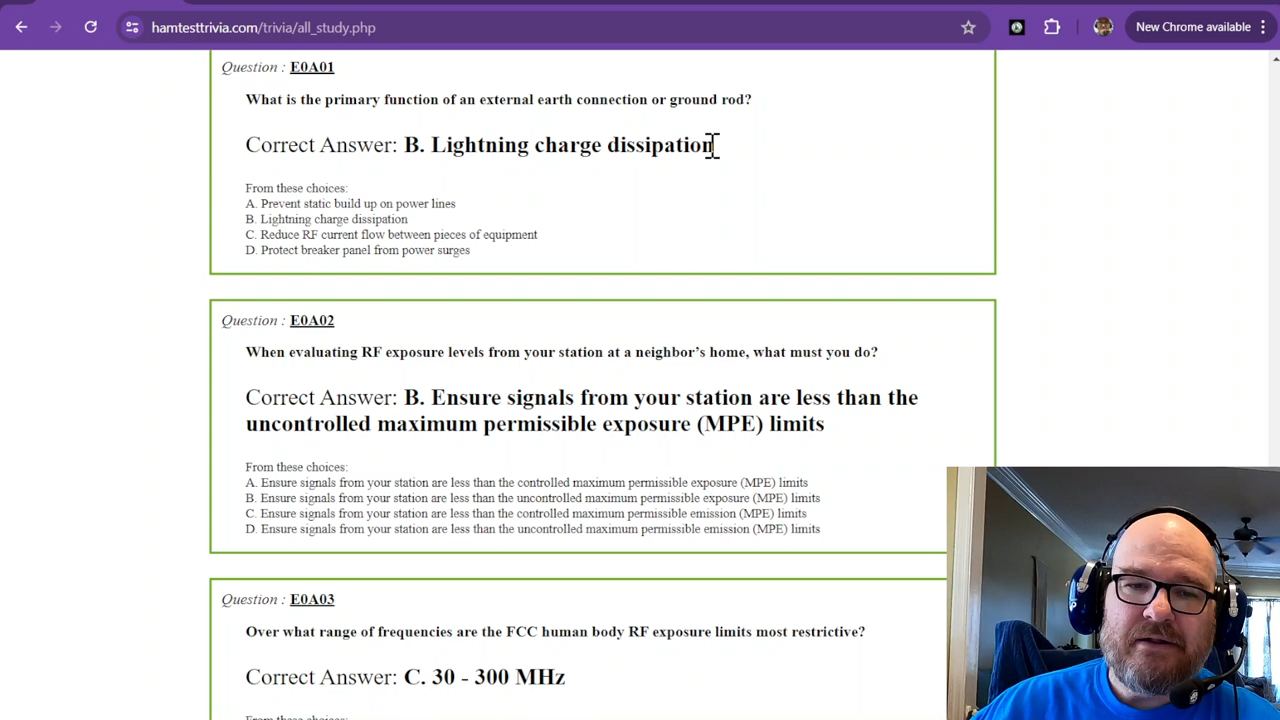 hamtesttrivia.com/trivia/all_study.php
New Chrome available
Question : E0A01
What is the primary function of an external earth connection or ground rod?
Correct Answer: B. Lightning charge dissipation
From these choices:
A. Prevent static build up on power lines
B. Lightning charge dissipation
C. Reduce RF current flow between pieces of equipment
D. Protect breaker panel from power surges
Question : E0A02
When evaluating RF exposure levels from your station at a neighbor’s home, what must you do?
Correct Answer: B. Ensure signals from your station are less than the
uncontrolled maximum permissible exposure (MPE) limits
From these choices:
A. Ensure signals from your station are less than the controlled maximum permissible exposure (MPE) limits
B. Ensure signals from your station are less than the uncontrolled maximum permissible exposure (MPE) limits
C. Ensure signals from your station are less than the controlled maximum permissible emission (MPE) limits
D. Ensure signals from your station are less than the uncontrolled maximum permissible emission (MPE) limits
Question : E0A03
Over what range of frequencies are the FCC human body RF exposure limits most restrictive?
Correct Answer: C. 30 - 300 MHz
From these choices: